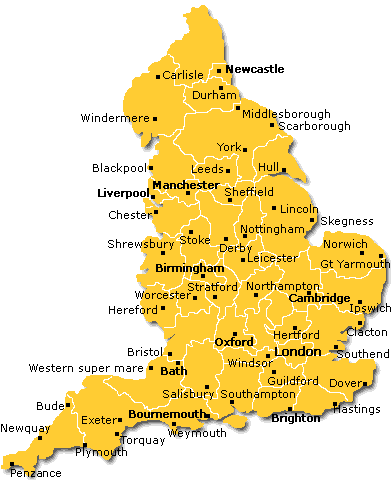 Newcastle
Carlisle
Durham
Middlesborough
Windermere
Scarborough
York
Blackpool
Leeds
Hull
Manchester
Liverpool
Sheffield
Chester
Lincoln
Skegness
Stoke
Nottingham
Shrewsbury
Derby
Norwich
Leicester
Gt Yarmouth
Birmingham
Stratford
Northampton
Worcester
Cambridge
Hereford
Ipswich
Clacton
Hertford
Oxford
Bristol
London
Southend
Windsor
Western super mare
Bath
Guildford
Dover
Salisbury
Southampton
Bude
Bournemouth
Hastings
Exeter
Brighton
Newquay
Weymouth
Torquay
Plymouth
Penzance